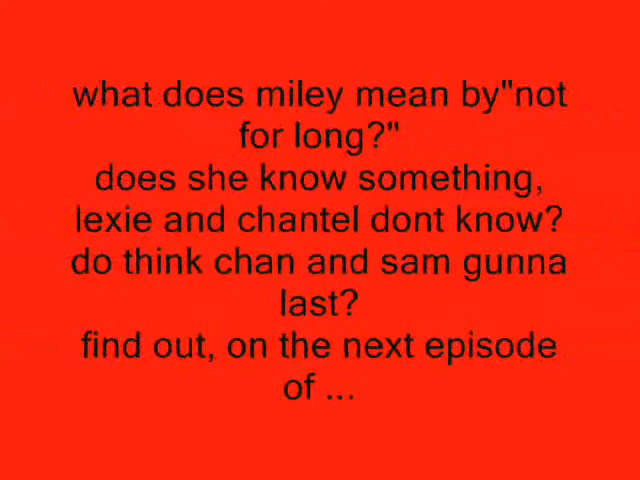 what does miley mean by"not
for long?"
does she know something,
lexie and chantel dont know?
do think chan and sam gunna
last?
find out, on the next episode
of ...